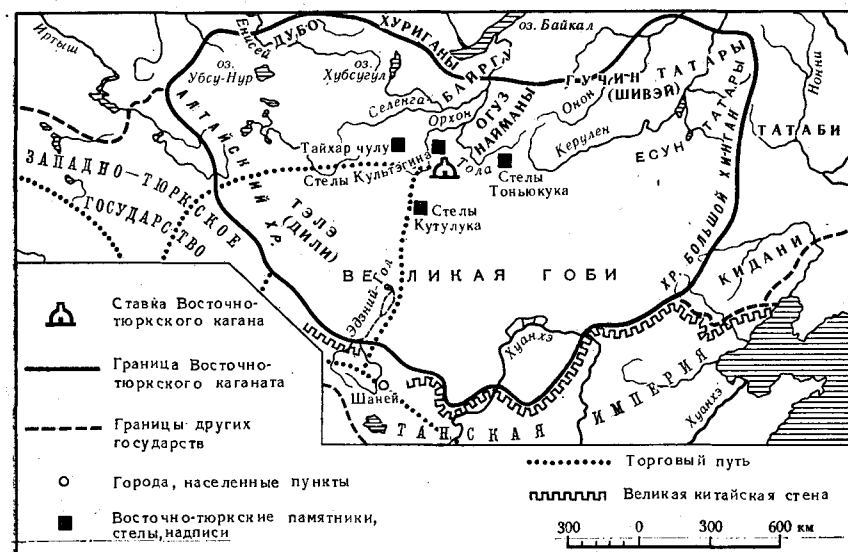 Иртыш
Енисей
ДУБО
ХУРИГАНЫ
оз. Байкал
оз.
Убсу-Нур
оз.
Хубсугул
БАЙРГУ
Г У Ч И Н
(ШИВЭЙ)
ТАТАРЫ
Нонни
Селенга
Орхон
ОГУЗ
НАЙМАНЫ
Онон
Керулен
ЕСУН ТАТАРЫ
ТАТАБИ
АЛТАЙСКИЙ ХР.
Тайхар чулу
Стелы Культэгина
Тола
Стелы
Тоньюкука
Стелы
Кутулука
ЗАПАДНО-ТЮРКСКОЕ
ГОСУДАРСТВО
ТЭЛЭ
(ДИЛИ)
ВЕЛИКАЯ ГОБИ
ХР. БОЛЬШОЙ ХИНГАН
КИДАНИ
Эдзний-Гол
Хуанхэ
Шаней
ТАНСКАЯ ИМПЕРИЯ
Хуанхэ
Ставка Восточно-
тюркского кагана
Граница Восточно-
тюркского каганата
Границы других
государств
Города, населенные пункты
Восточно-тюркские памятники,
стелы, надписи
Торговый путь
Великая китайская стена
300 0 300 600 км